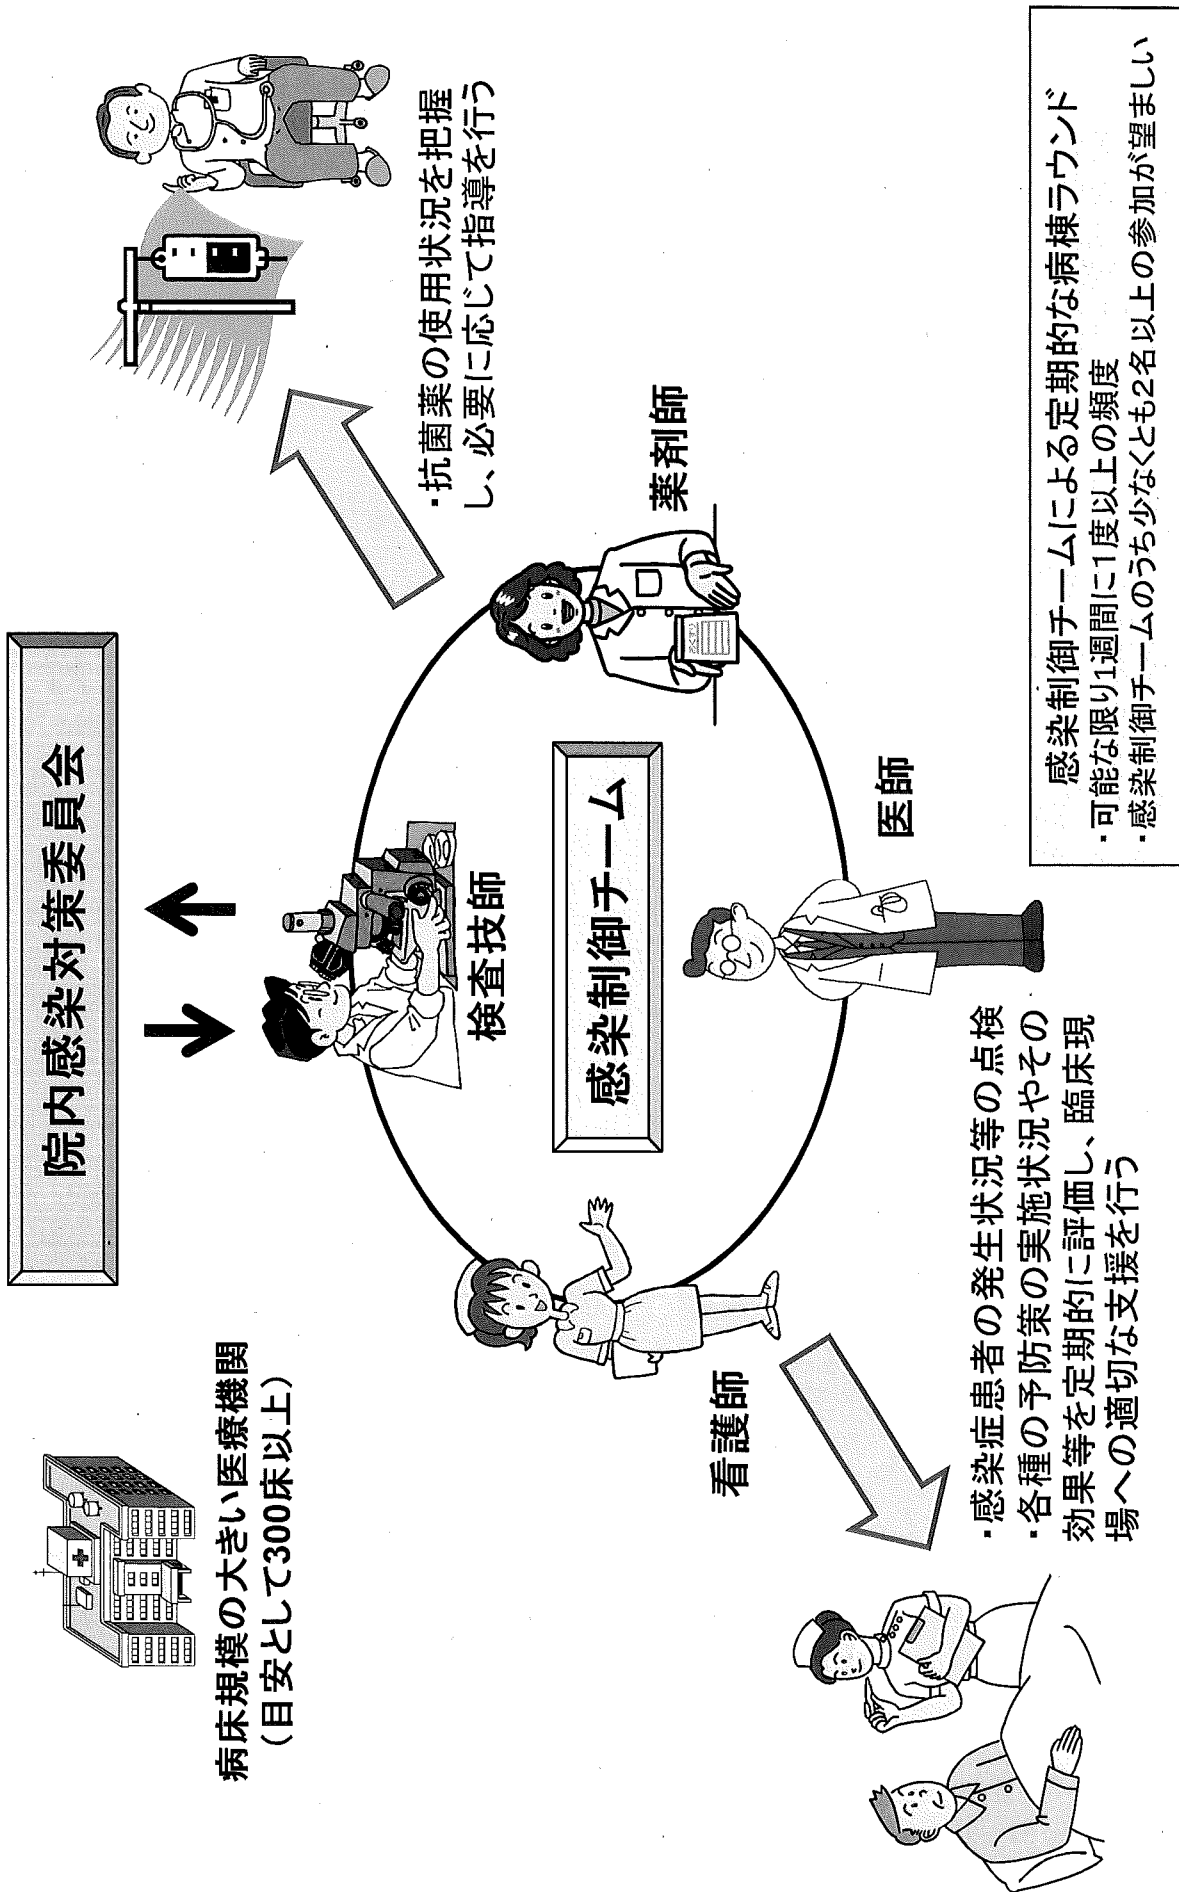 院内感染対策委員会
病床規模の大きい医療機関
(目安として300床以上)
検査技師
・抗菌薬の使用状況を把握
し、必要に応じて指導を行う
薬剤師
感染制御チーム
看護師
医師
・感染症患者の発生状況等の点検
・各種の予防策の実施状況やその
効果等を定期的に評価し、臨床現
場への適切な支援を行う
感染制御チームによる定期的な病棟ラウンド
・可能な限り1週間に1度以上の頻度
・感染制御チームのうち少なくとも2名以上の参加が望ましい